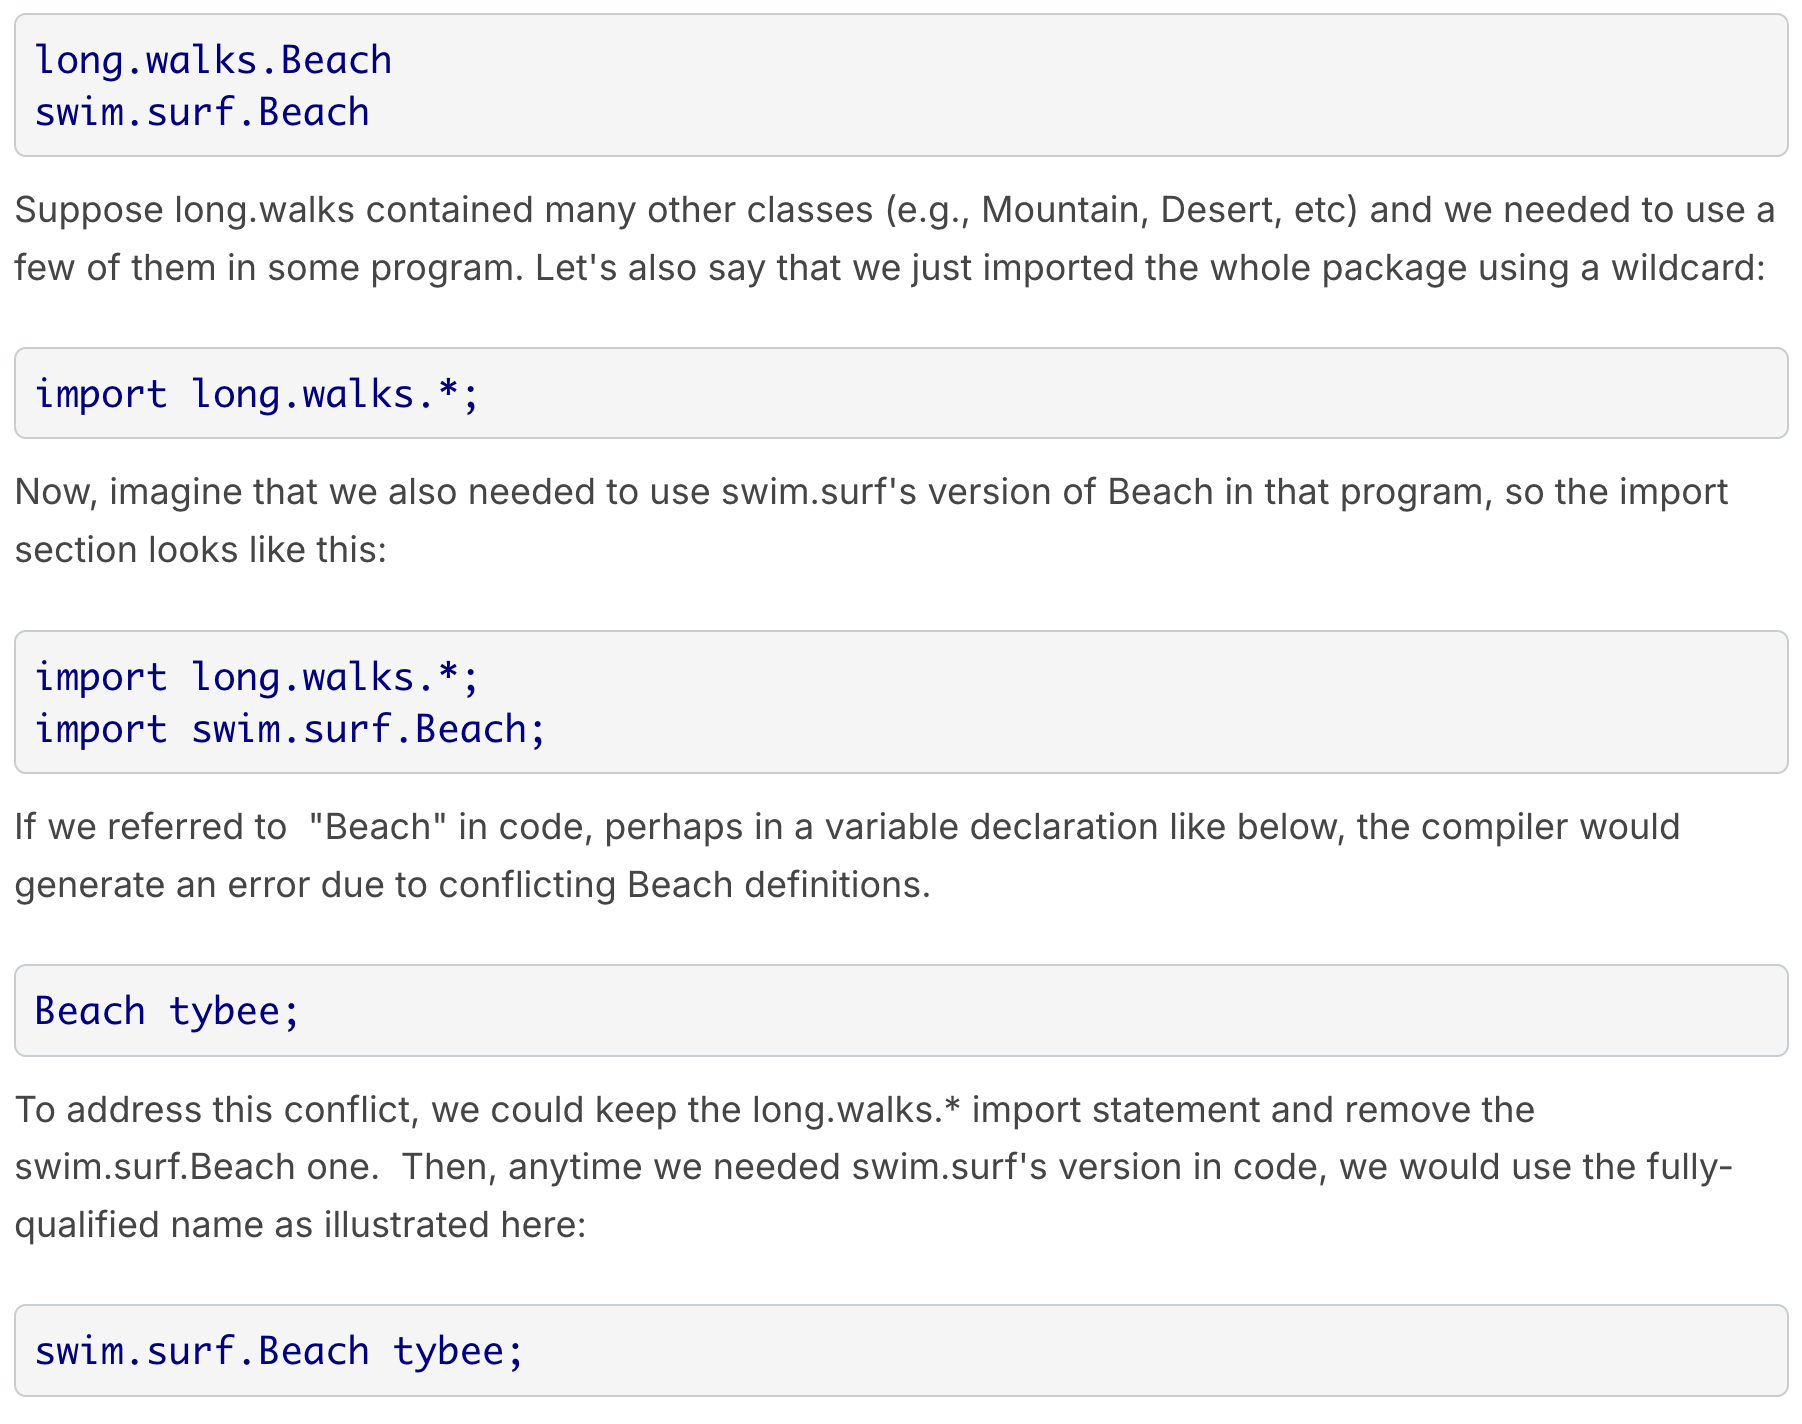 long.walks.Beach
swim.surf.Beach
Suppose long.walks contained many other classes (e.g., Mountain, Desert, etc) and we needed to use a
few of them in some program. Let's also say that we just imported the whole package using a wildcard:
import long.walks.*;
Now, imagine that we also needed to use swim.surf's version of Beach in that program, so the import
section looks like this:
import long.walks.*;
import swim.surf.Beach;
If we referred to  "Beach" in code, perhaps in a variable declaration like below, the compiler would
generate an error due to conflicting Beach definitions.
Beach tybee;
To address this conflict, we could keep the long.walks.* import statement and remove the
swim.surf.Beach one.  Then, anytime we needed swim.surf's version in code, we would use the fully-
qualified name as illustrated here:
swim.surf.Beach tybee;